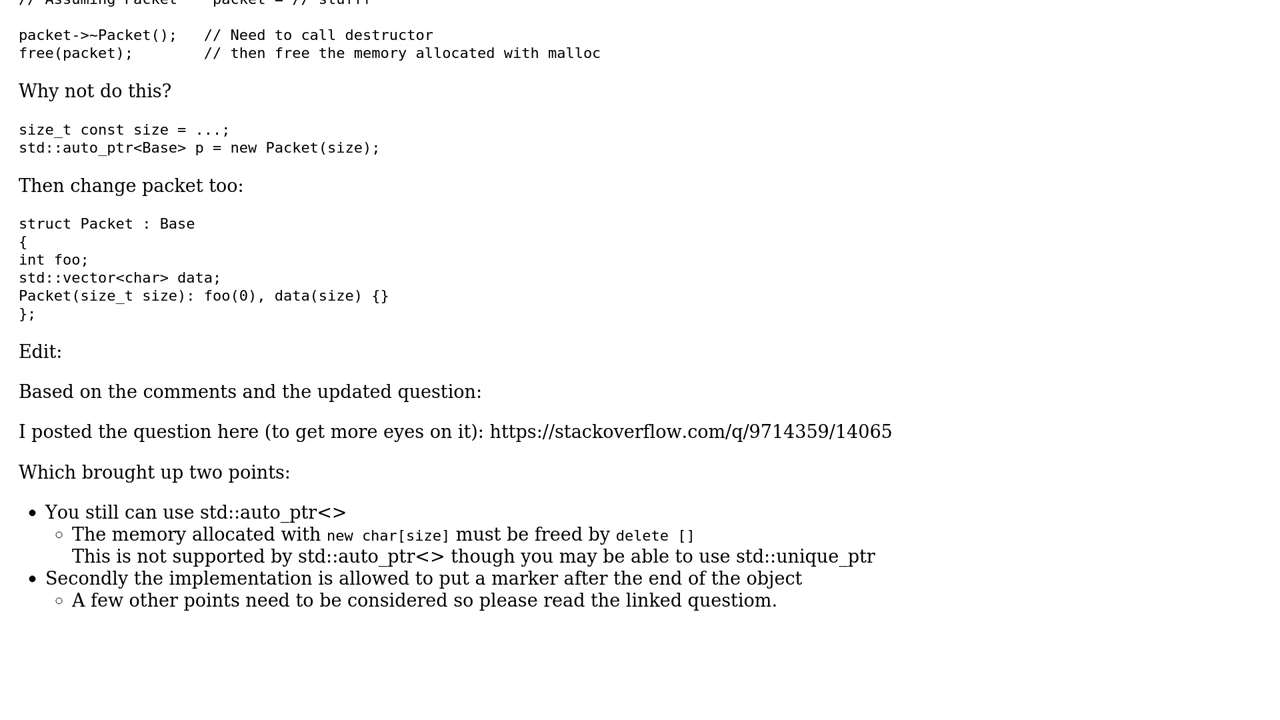 // Assuming Packet    packet = // stuff?
packet->~Packet();   // Need to call destructor
free(packet);        // then free the memory allocated with malloc
Why not do this?
size_t const size = ...;
std::auto_ptr<Base> p = new Packet(size);
Then change packet too:
struct Packet : Base
{
int foo;
std::vector<char> data;
Packet(size_t size): foo(0), data(size) {}
};
Edit:
Based on the comments and the updated question:
I posted the question here (to get more eyes on it): https://stackoverflow.com/q/9714359/14065
Which brought up two points:
• You still can use std::auto_ptr<>
◦ The memory allocated with new char[size] must be freed by delete []
This is not supported by std::auto_ptr<> though you may be able to use std::unique_ptr
• Secondly the implementation is allowed to put a marker after the end of the object
◦ A few other points need to be considered so please read the linked questiom.